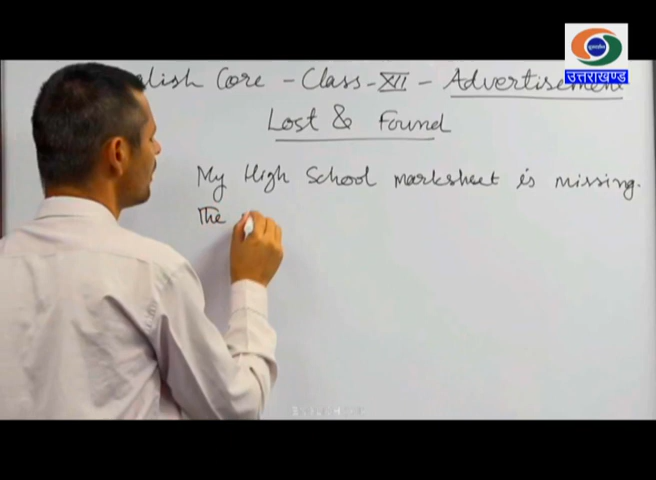 उत्तराखण्ड
lish Core - Class - XII - Advertisement
Lost & Found
My High School marksheet is missing.
The